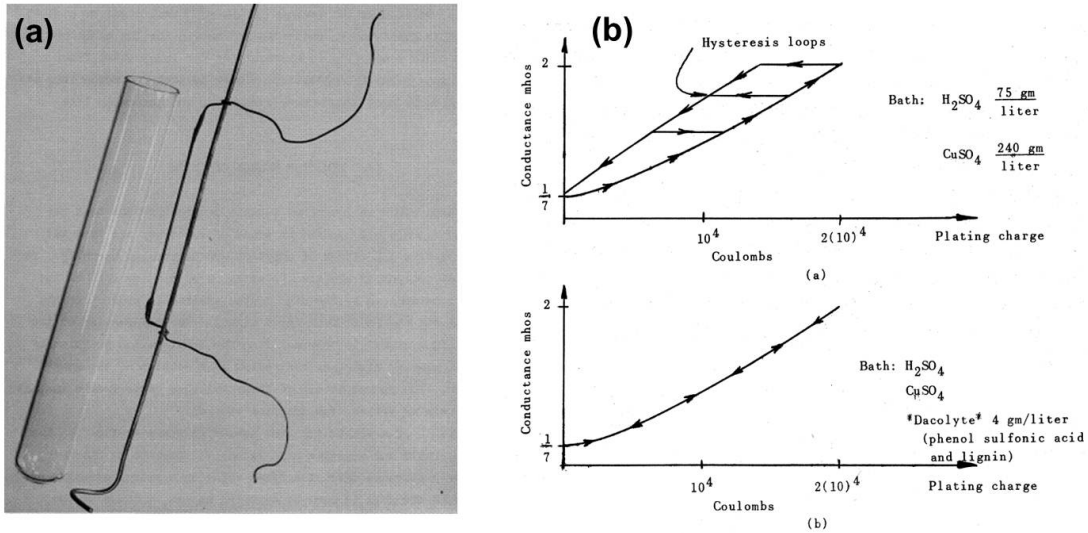 (a)
(b)
Hysteresis loops
Conductance mhos
2
1/7
10^4
2(10)^4
Coulombs
Plating charge
(a)
Bath: H2SO4 75 gm/liter
CuSO4 240 gm/liter
Conductance mhos
2
1/7
10^4
2(10)^4
Coulombs
Plating charge
(b)
Bath: H2SO4
CuSO4
"Dacolyte" 4 gm/liter
(phenol sulfonic acid
and lignin)